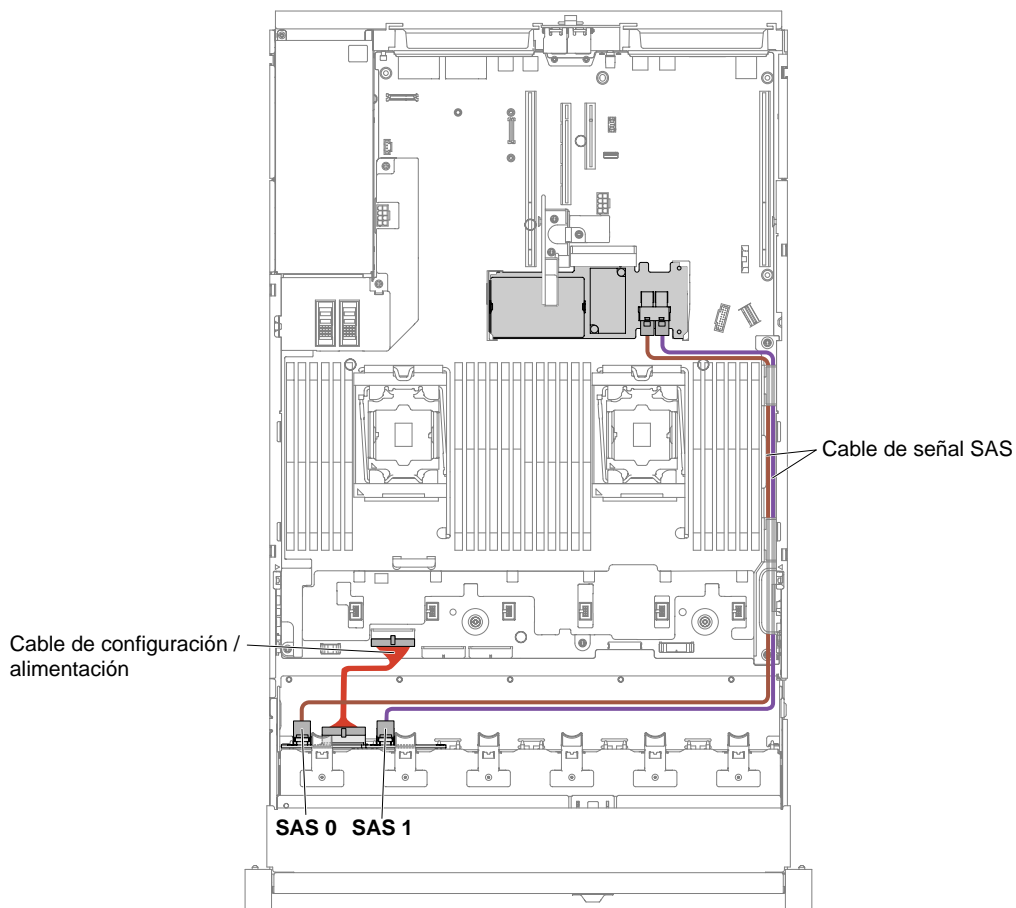 Cable de señal SAS
Cable de configuración /
alimentación
SAS 0
SAS 1